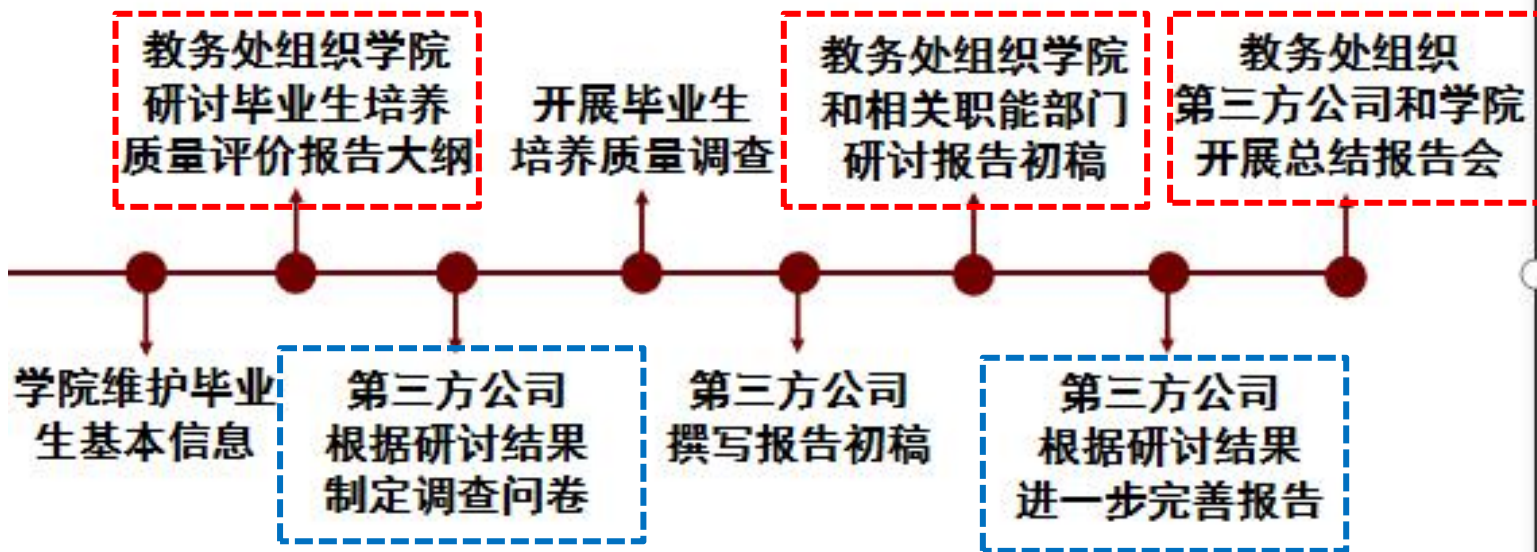 教务处组织学院
研讨毕业生培养
质量评价报告大纲
开展毕业生
培养质量调查
教务处组织学院
和相关职能部门
研讨报告初稿
教务处组织
第三方公司和学院
开展总结报告会
学院维护毕业
生基本信息
第三方公司
根据研讨结果
制定调查问卷
第三方公司
撰写报告初稿
第三方公司
根据研讨结果
进一步完善报告